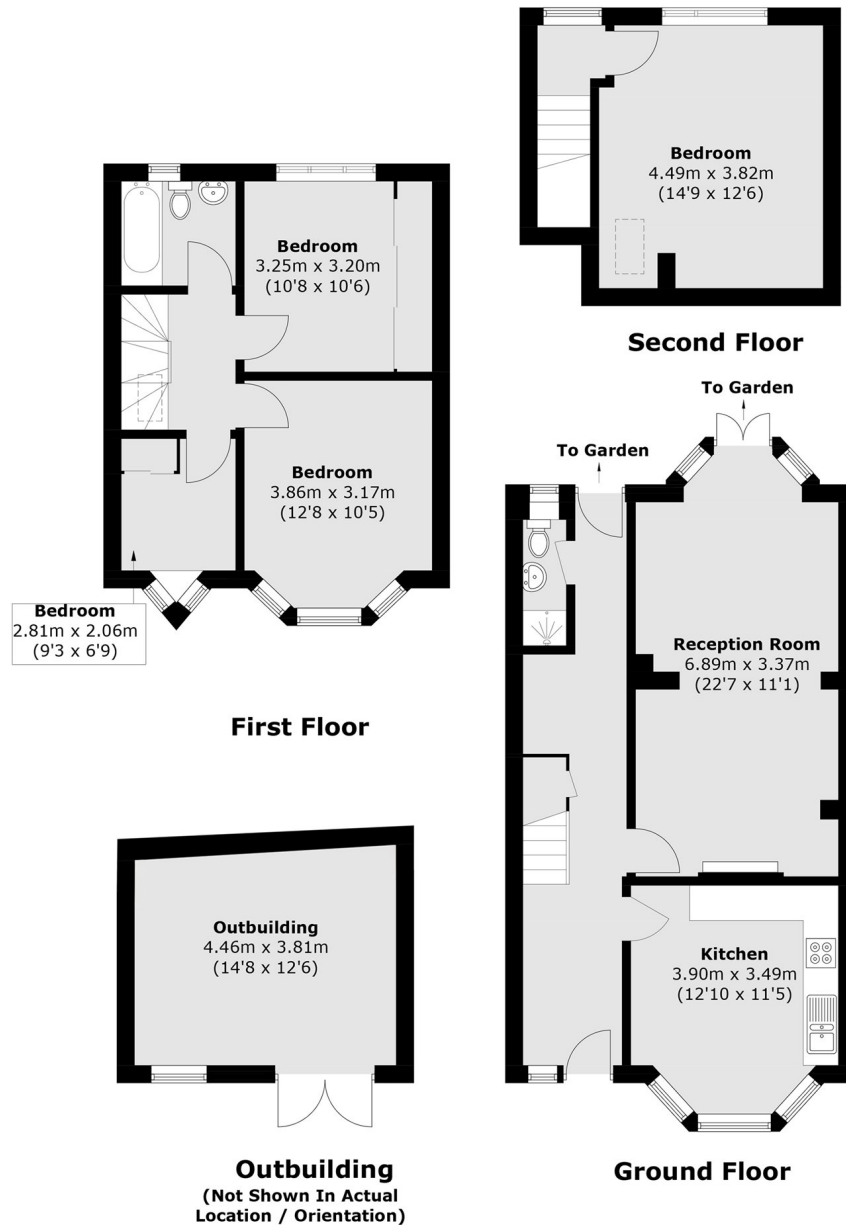 Bedroom
4.49m x 3.82m
(14'9 x 12'6)
Second Floor
Bedroom
3.25m x 3.20m
(10'8 x 10'6)
Bedroom
3.86m x 3.17m
(12'8 x 10'5)
Bedroom
2.81m x 2.06m
(9'3 x 6'9)
First Floor
To Garden
To Garden
Reception Room
6.89m x 3.37m
(22'7 x 11'1)
Kitchen
3.90m x 3.49m
(12'10 x 11'5)
Ground Floor
Outbuilding
4.46m x 3.81m
(14'8 x 12'6)
Outbuilding
(Not Shown In Actual
Location / Orientation)